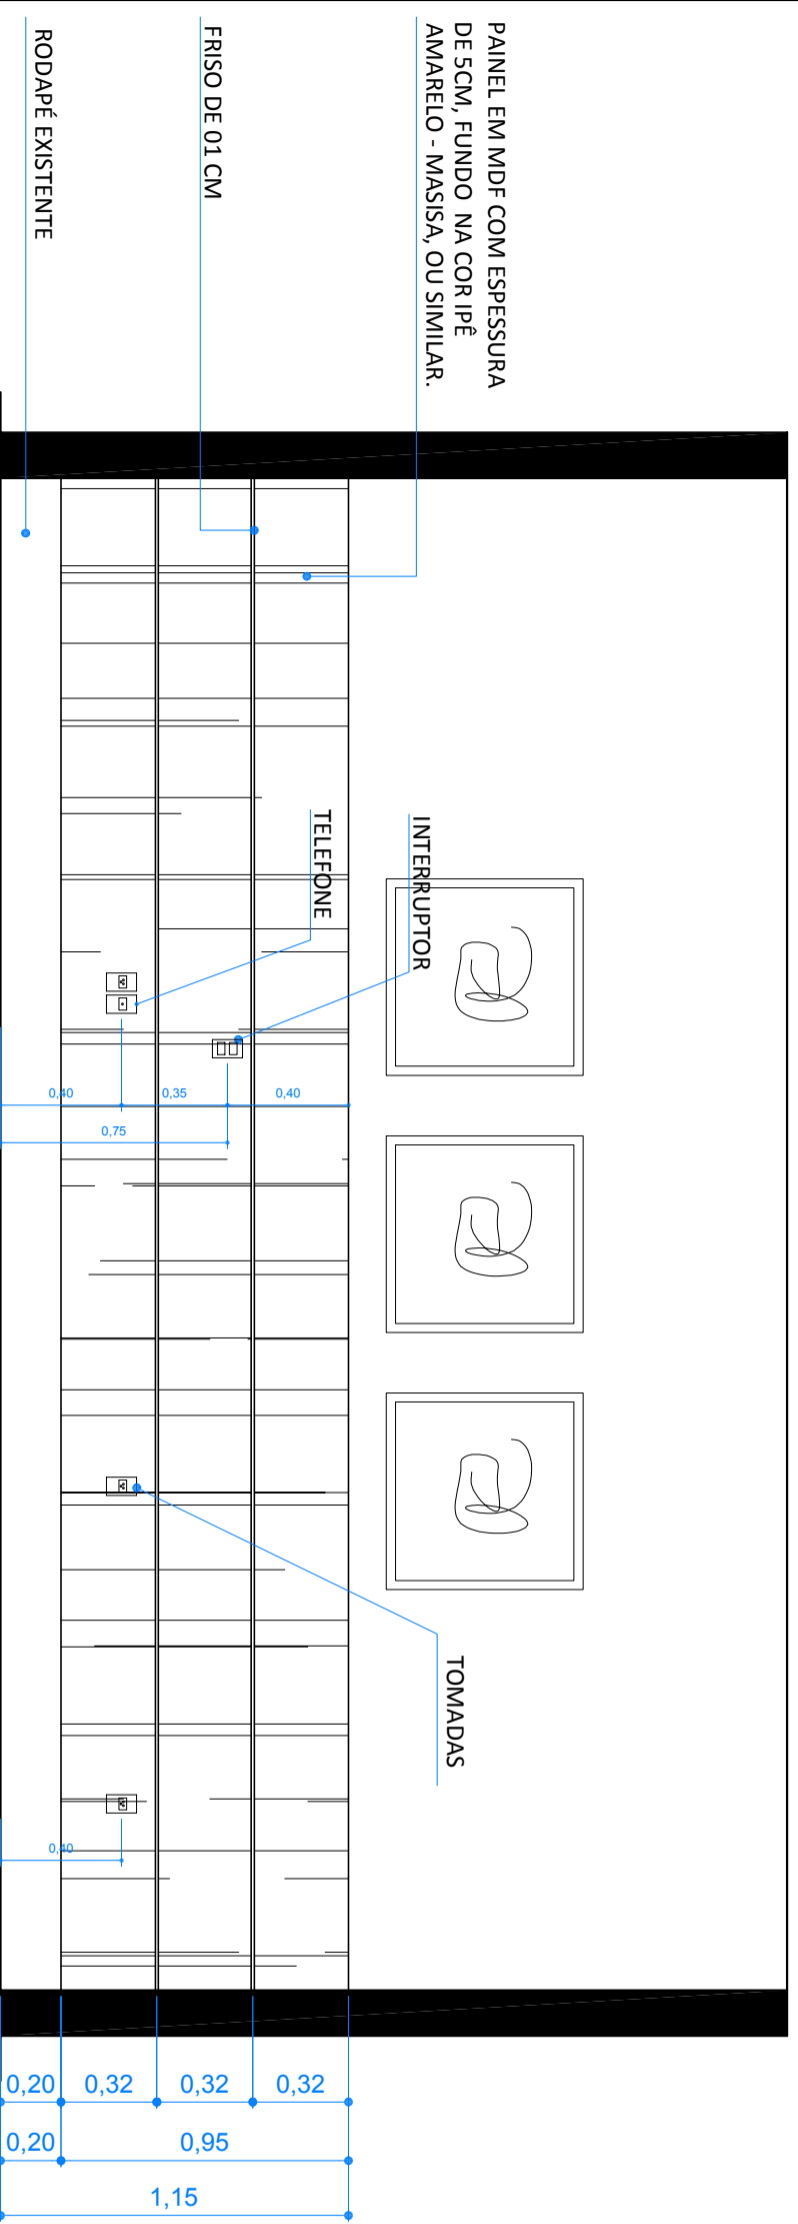 PAINEL EM MDF COM ESPESSURA
DE 5CM, FUNDO NA COR IPÊ
AMARELO - MASISA, OU SIMILAR.
FRISO DE 01 CM
RODAPÉ EXISTENTE
INTERRUPTOR
TELEFONE
0,40
0,35
0,40
0,75
TOMADAS
0,40
0,20
0,32
0,32
0,32
0,20
0,95
1,15